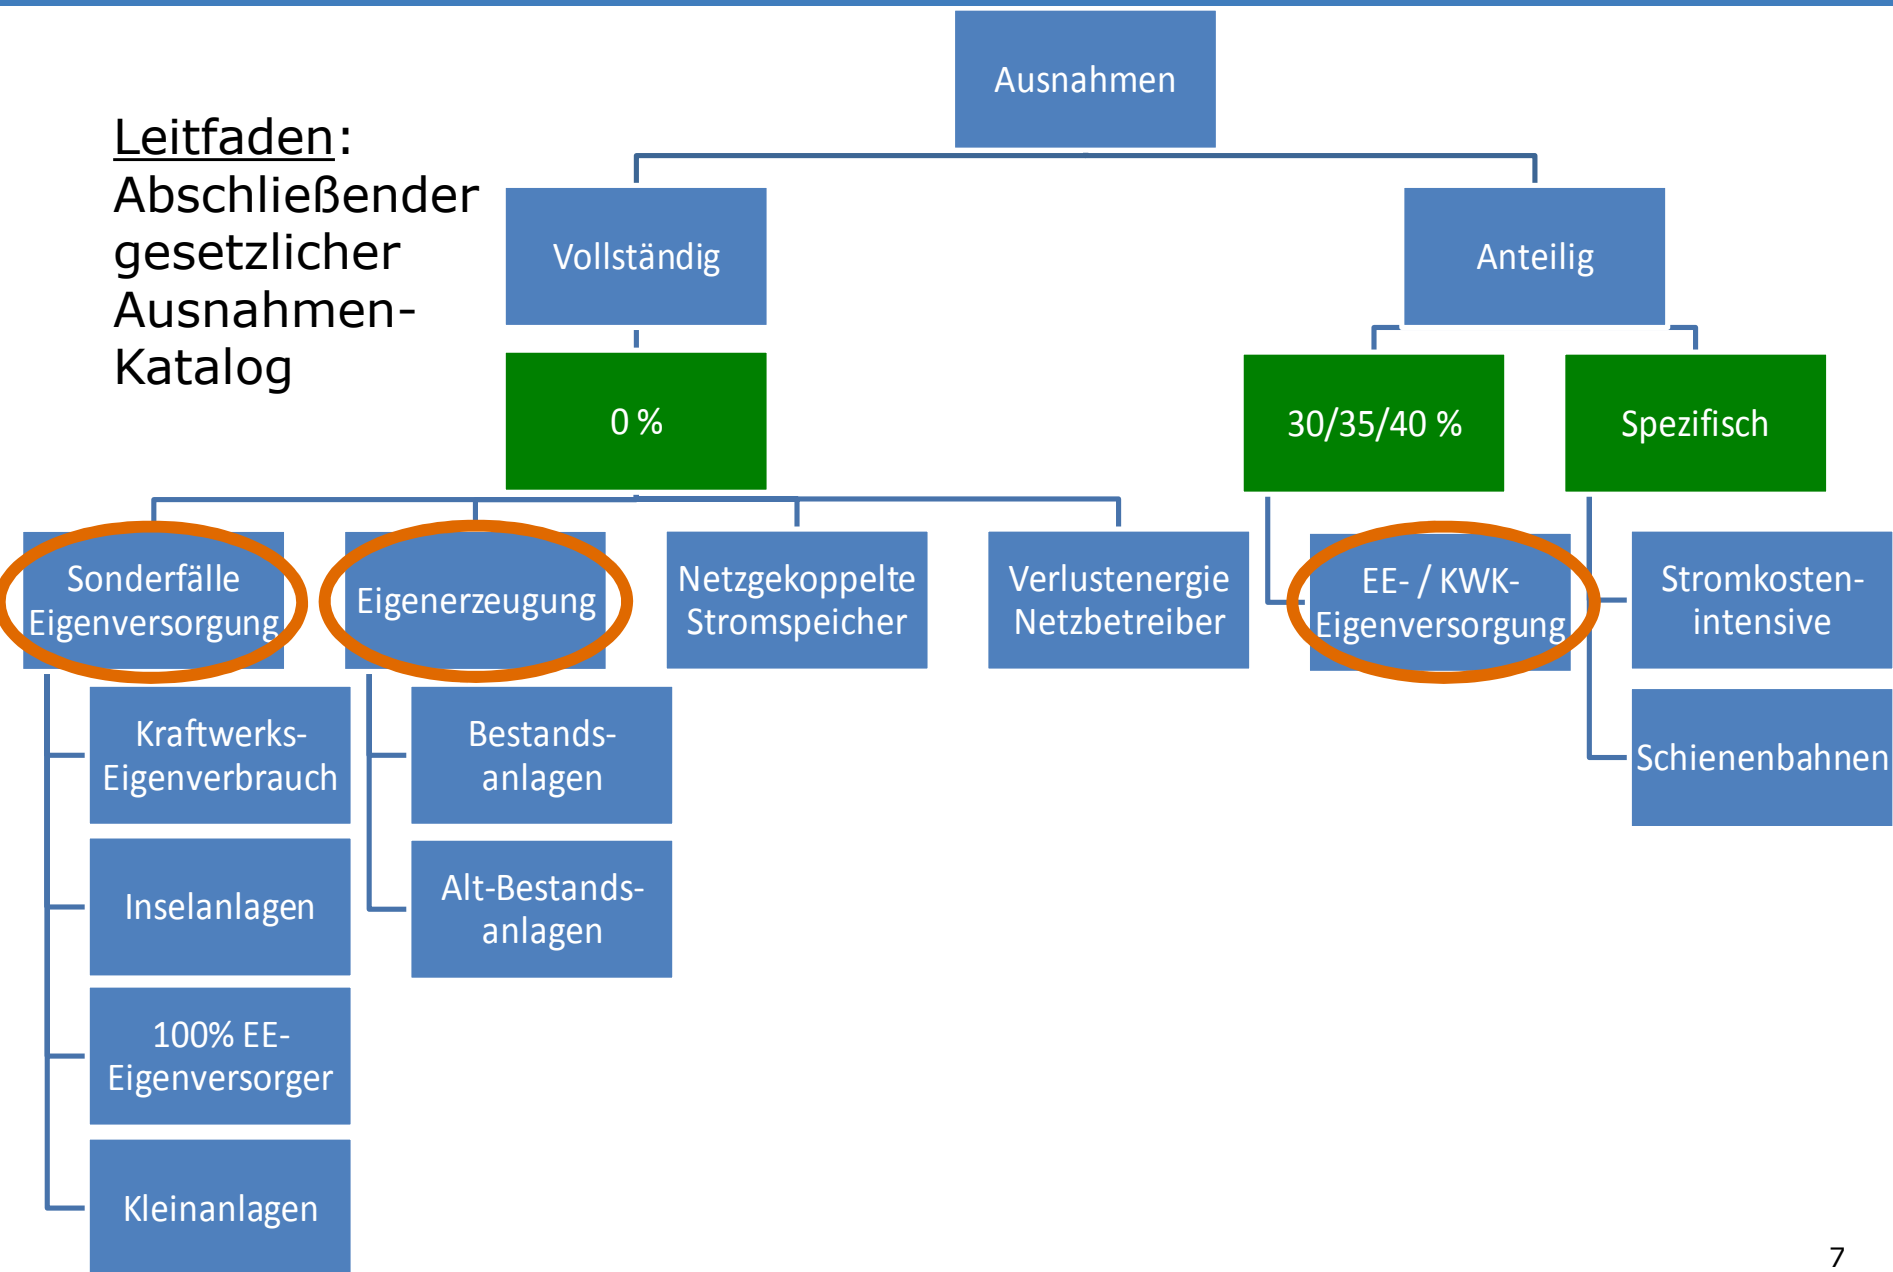 Ausnahmen
Leitfaden:
Abschließender
gesetzlicher
Ausnahmen-
Katalog
Vollständig
Anteilig
0 %
30/35/40 %
Spezifisch
Sonderfälle
Eigenversorgung
Eigenerzeugung
Netzgekoppelte
Stromspeicher
Verlustenergie
Netzbetreiber
EE- / KWK-
Eigenversorgung
Stromkosten-
intensive
Kraftwerks-
Eigenverbrauch
Bestands-
anlagen
Schienenbahnen
Inselanlagen
Alt-Bestands-
anlagen
100% EE-
Eigenversorger
Kleinanlagen
7